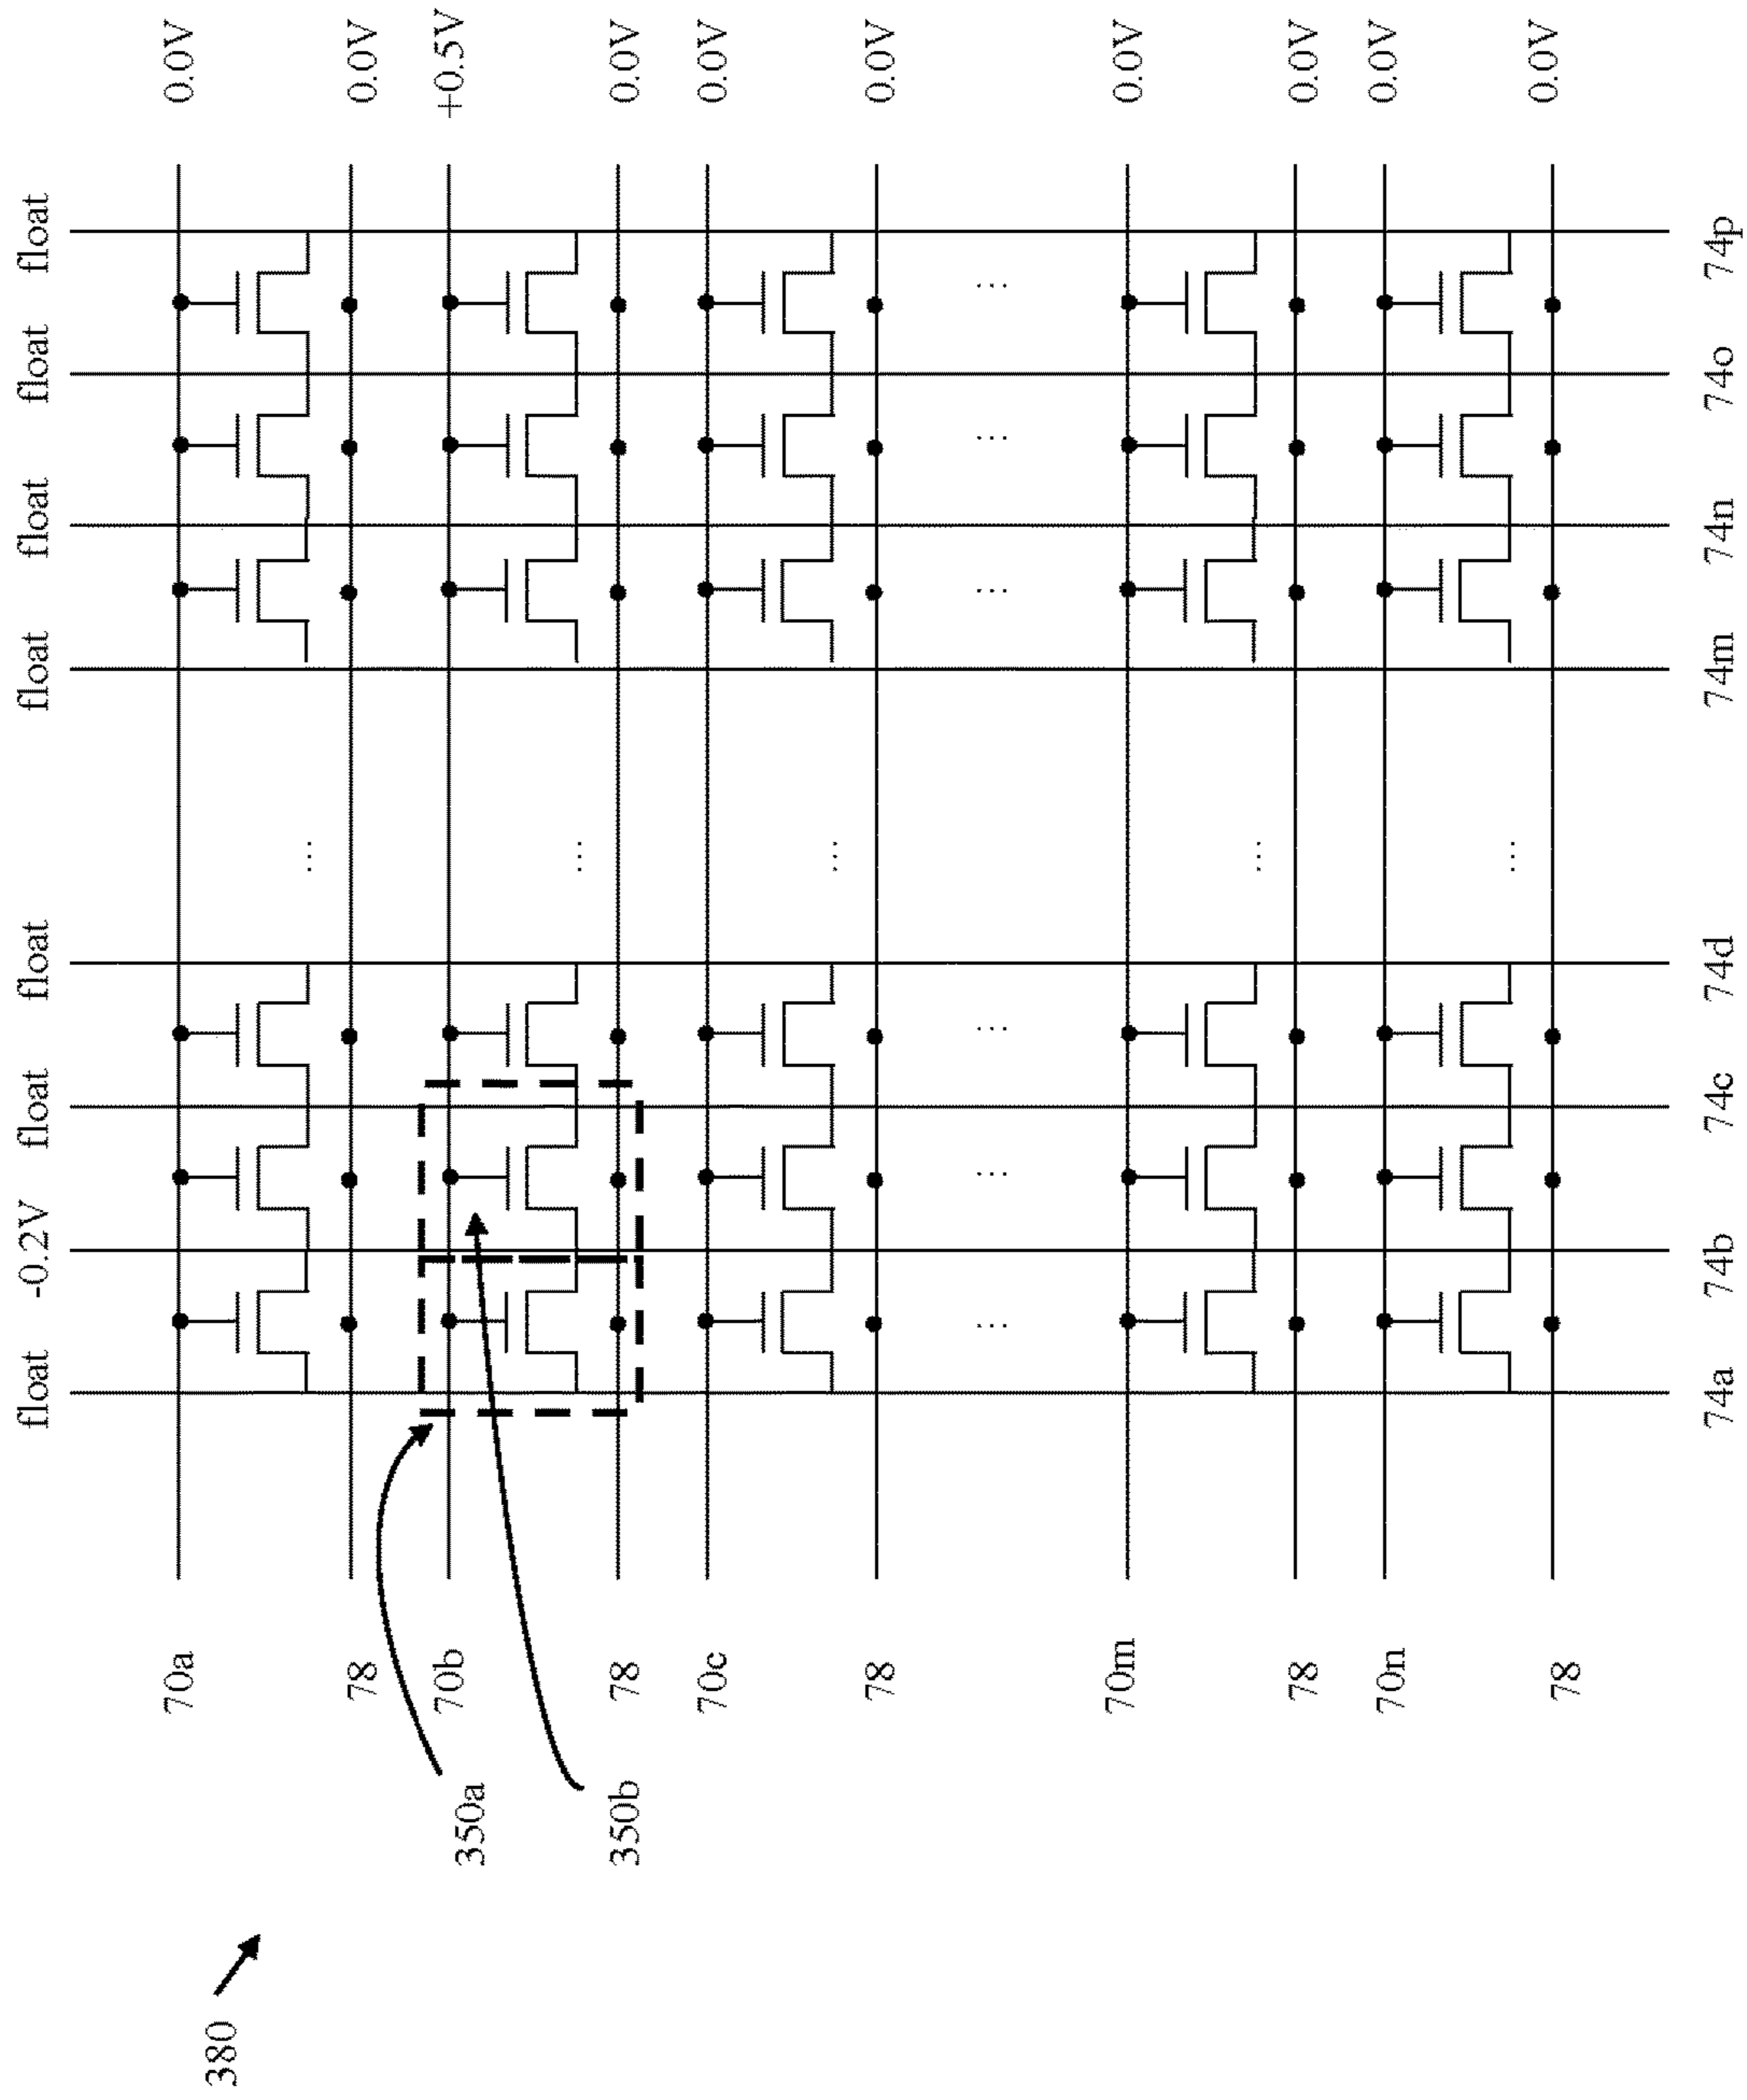 float -0.2V float float float float float float
70a 0.0V
78 0.0V
70b +0.5V
78 0.0V
70c 0.0V
78 0.0V
... ... ... ... ... ...
70m 0.0V
78 0.0V
70n 0.0V
78 0.0V
... ... ... ... ...
74a 74b 74c 74d 74m 74n 74o 74p
350a
350b
380